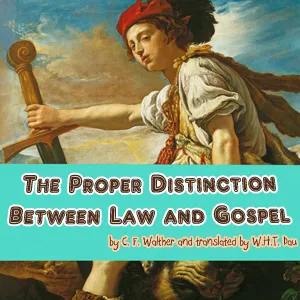 The Proper Distinction
Between Law and Gospel
by C. F. Walther and translated by W.H.T. Dau